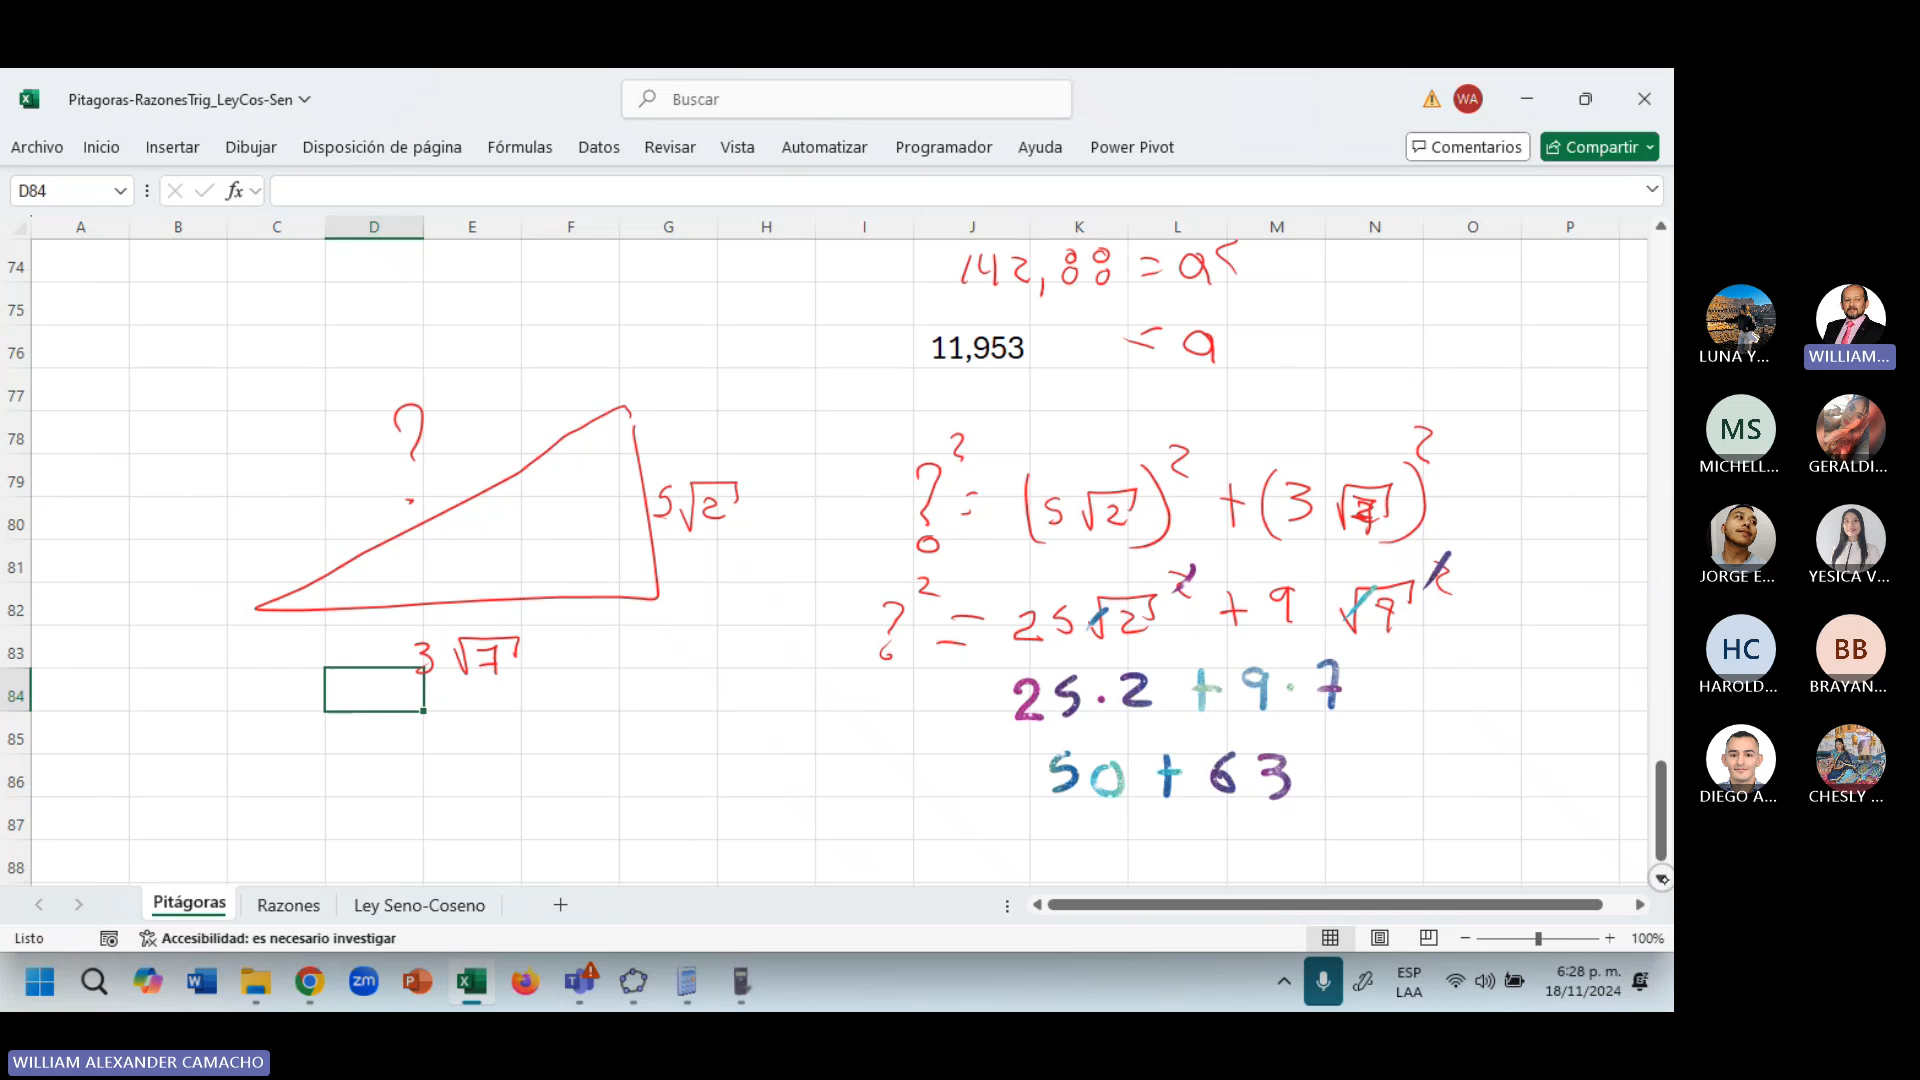 Pitagoras-RazonesTrig_LeyCos-Sen
Buscar
WA
Archivo Inicio Insertar Dibujar Disposición de página Fórmulas Datos Revisar Vista Automatizar Programador Ayuda Power Pivot
Comentarios Compartir
D84
fx
A B C D E F G H I J K L M N O P
74
142,88 = a²
75
76
11,953 = a
77
78
?
79
?² = (5√2)² + (3√7)²
80
5√2
81
82
?² = 25√2² + 9 √7²
83
3√7
84
25·2 + 9·7
85
86
50 + 63
87
88
Pitágoras Razones Ley Seno-Coseno
Listo Accesibilidad: es necesario investigar 100%
zm
ESP
LAA
6:28 p. m.
18/11/2024
LUNA Y...
WILLIAM...
MS
MICHELL...
GERALDI...
JORGE E...
YESICA V...
HC
HAROLD...
BB
BRAYAN...
DIEGO A...
CHESLY ...
WILLIAM ALEXANDER CAMACHO